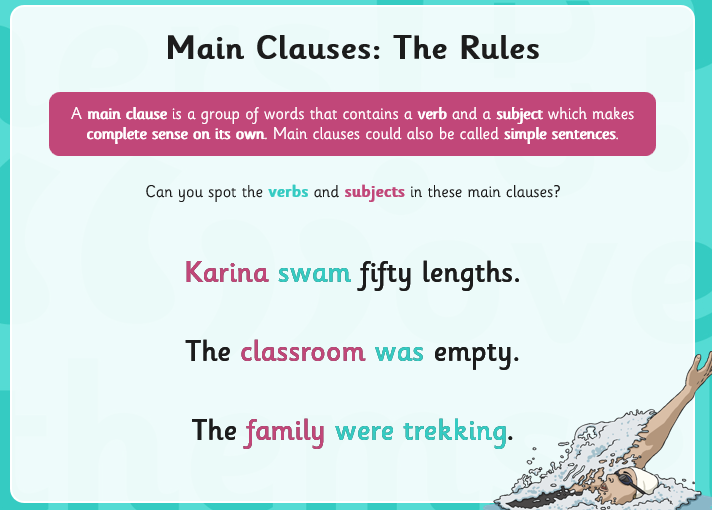 Main Clauses: The Rules
A main clause is a group of words that contains a verb and a subject which makes
complete sense on its own. Main clauses could also be called simple sentences.
Can you spot the verbs and subjects in these main clauses?
Karina swam fifty lengths.
The classroom was empty.
The family were trekking.